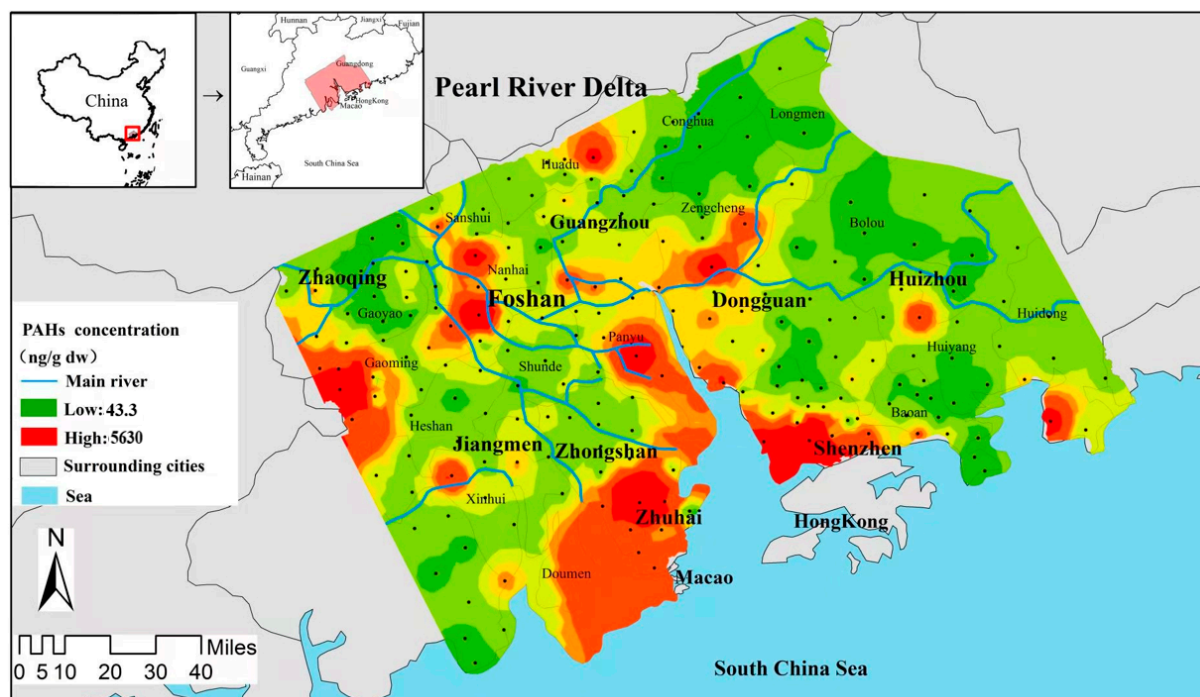 Hunnan
Jiangxi
Fujian
Guangxi
Guangdong
HongKong
Macao
South China Sea
Hainan
China
Pearl River Delta
Conghua
Longmen
Huadu
Sanshui
Guangzhou
Zengcheng
Bolou
Nanhai
Zhaoqing
Foshan
Dongguan
Huizhou
Gaoyao
Huidong
Panyu
Huiyang
Gaoming
Shunde
Baoan
Heshan
Jiangmen
Zhongshan
Shenzhen
Xinhui
Zhuhai
HongKong
Doumen
Macao
South China Sea
PAHs concentration
（ng/g dw）
Main river
Low:43.3
High:5630
Surrounding cities
Sea
N
Miles
0 5 10 20 30 40